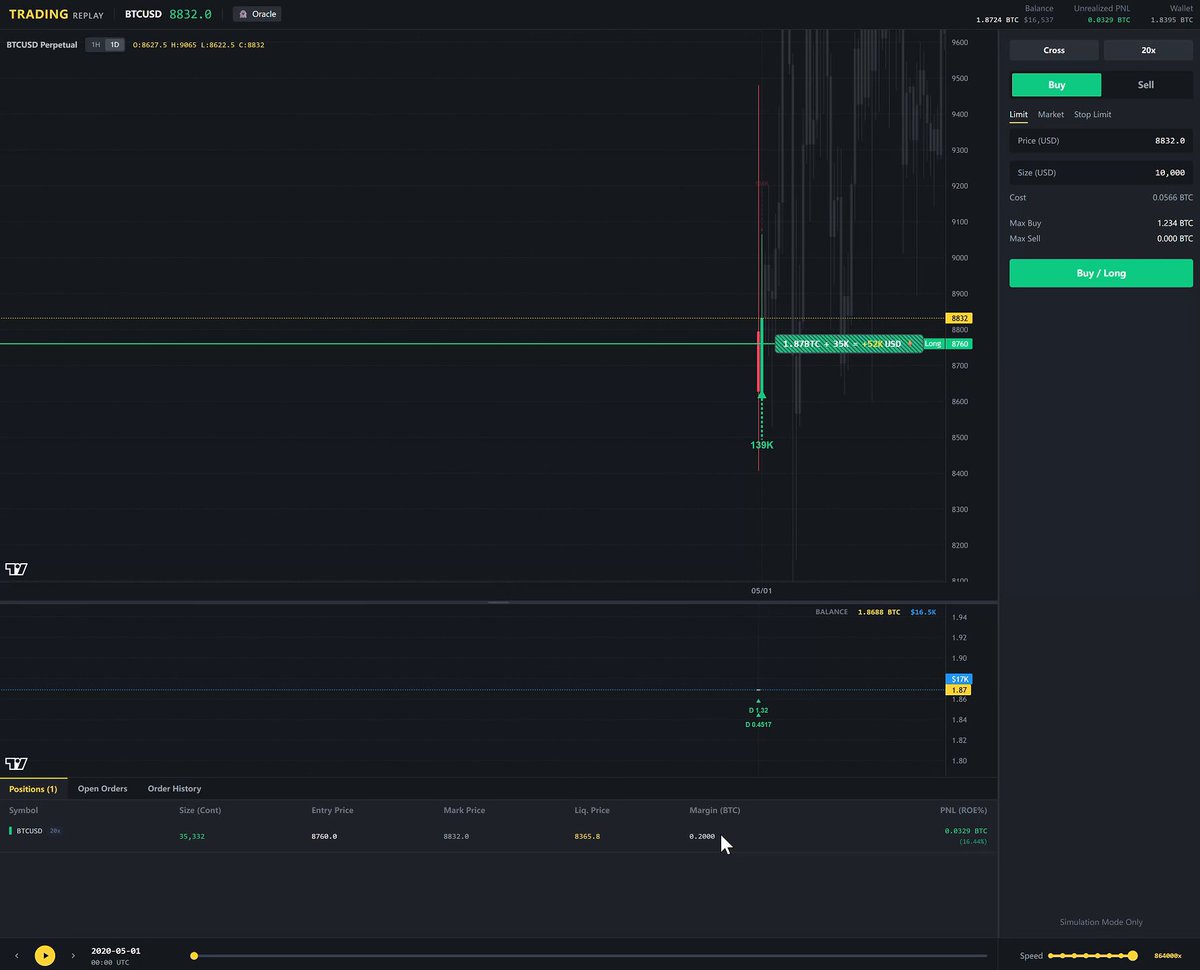 TRADING REPLAY BTCUSD 8832.0 Oracle
Balance Unrealized PNL Wallet
1.8724 BTC $16,537 0.0329 BTC 1.8395 BTC
BTCUSD Perpetual 1H 1D O:8627.5 H:9065 L:8622.5 C:8832
9600
9500
9400
9300
9200
9100
9000
8900
8832
8800
1.87BTC + 35K = +52K USD Long 8760
8700
8600
8500
139K
8400
8300
8200
8100
05/01
Cross 20x
Buy Sell
Limit Market Stop Limit
Price (USD) 8832.0
Size (USD) 10,000
Cost 0.0566 BTC
Max Buy 1.234 BTC
Max Sell 0.000 BTC
Buy / Long
BALANCE 1.8688 BTC $16.5K
1.94
1.92
1.90
$17K
1.87
1.86
D 1.32
1.84
D 0.4517
1.82
1.80
Positions (1) Open Orders Order History
Symbol Size (Cont) Entry Price Mark Price Liq. Price Margin (BTC) PNL (ROE%)
BTCUSD 20x 35,332 8760.0 8832.0 8365.8 0.2000 0.0329 BTC
(16.44%)
Simulation Mode Only
2020-05-01
00:00 UTC
Speed 864000x